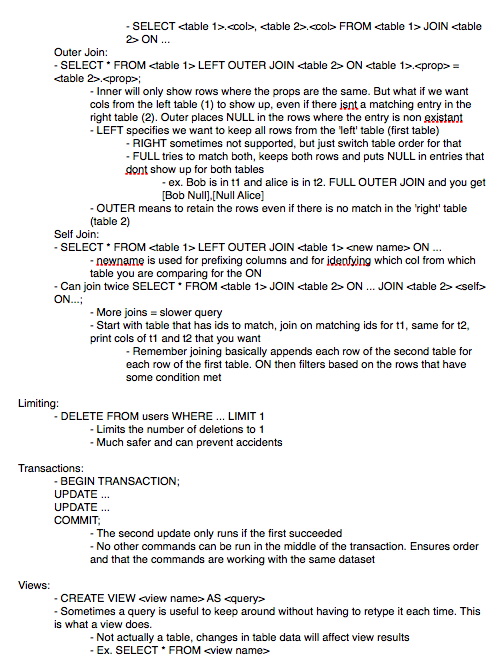 - SELECT <table 1>.<col>, <table 2>.<col> FROM <table 1> JOIN <table
2> ON ...
Outer Join:
- SELECT * FROM <table 1> LEFT OUTER JOIN <table 2> ON <table 1>.<prop> =
<table 2>.<prop>;
- Inner will only show rows where the props are the same. But what if we want
cols from the left table (1) to show up, even if there isnt a matching entry in the
right table (2). Outer places NULL in the rows where the entry is non existant
- LEFT specifies we want to keep all rows from the 'left' table (first table)
- RIGHT sometimes not supported, but just switch table order for that
- FULL tries to match both, keeps both rows and puts NULL in entries that
dont show up for both tables
- ex. Bob is in t1 and alice is in t2. FULL OUTER JOIN and you get
[Bob Null],[Null Alice]
- OUTER means to retain the rows even if there is no match in the 'right' table
(table 2)
Self Join:
- SELECT * FROM <table 1> LEFT OUTER JOIN <table 1> <new name> ON ...
- newname is used for prefixing columns and for idenfying which col from which
table you are comparing for the ON
- Can join twice SELECT * FROM <table 1> JOIN <table 2> ON ... JOIN <table 2> <self>
ON...;
- More joins = slower query
- Start with table that has ids to match, join on matching ids for t1, same for t2,
print cols of t1 and t2 that you want
- Remember joining basically appends each row of the second table for
each row of the first table. ON then filters based on the rows that have
some condition met
Limiting:
- DELETE FROM users WHERE ... LIMIT 1
- Limits the number of deletions to 1
- Much safer and can prevent accidents
Transactions:
- BEGIN TRANSACTION;
UPDATE ...
UPDATE ...
COMMIT;
- The second update only runs if the first succeeded
- No other commands can be run in the middle of the transaction. Ensures order
and that the commands are working with the same dataset
Views:
- CREATE VIEW <view name> AS <query>
- Sometimes a query is useful to keep around without having to retype it each time. This
is what a view does.
- Not actually a table, changes in table data will affect view results
- Ex. SELECT * FROM <view name>